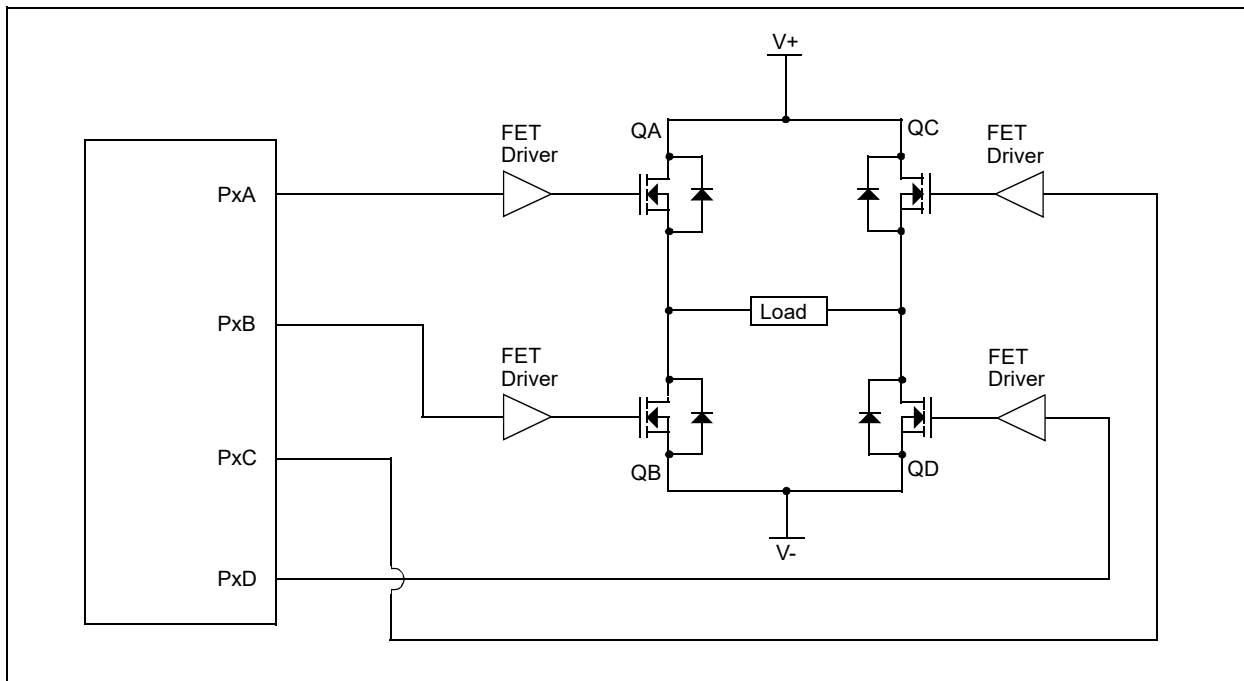 V+
QA
QC
FET
Driver
FET
Driver
PxA
PxB
Load
FET
Driver
FET
Driver
PxC
QB
QD
V-
PxD